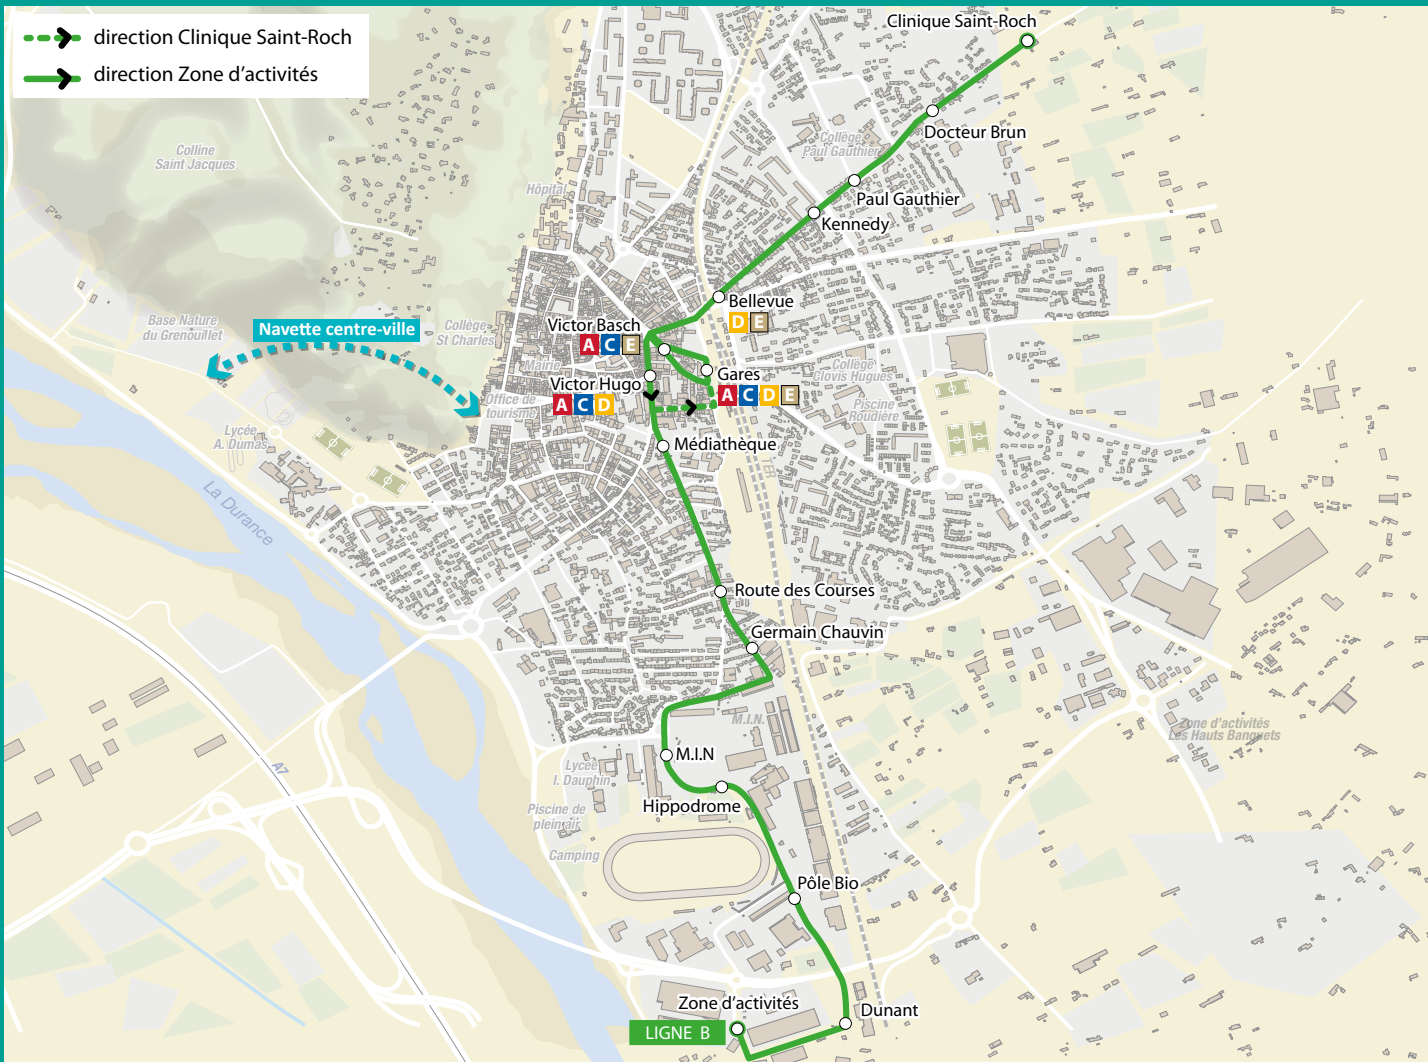 direction Clinique Saint-Roch
direction Zone d'activités
Clinique Saint-Roch
Docteur Brun
Collège
Paul Gauthier
Paul Gauthier
Kennedy
Colline
Saint Jacques
Hôpital
Bellevue
D E
Base Nature
du Grenouillet
Navette centre-ville
Collège
St Charles
Victor Basch
A C E
Mairie
Victor Hugo
A C D
Gares
A C D E
Collège
Clovis Hugues
Office de
tourisme
Piscine
Roudière
Lycée
A. Dumas
Médiathèque
La Durance
Route des Courses
Germain Chauvin
M.I.N.
Zone d'activités
Les Hauts Banquets
A7
Lycée
I. Dauphin
M.I.N
Hippodrome
Piscine de
plein air
Camping
Pôle Bio
Zone d'activités
Dunant
LIGNE B